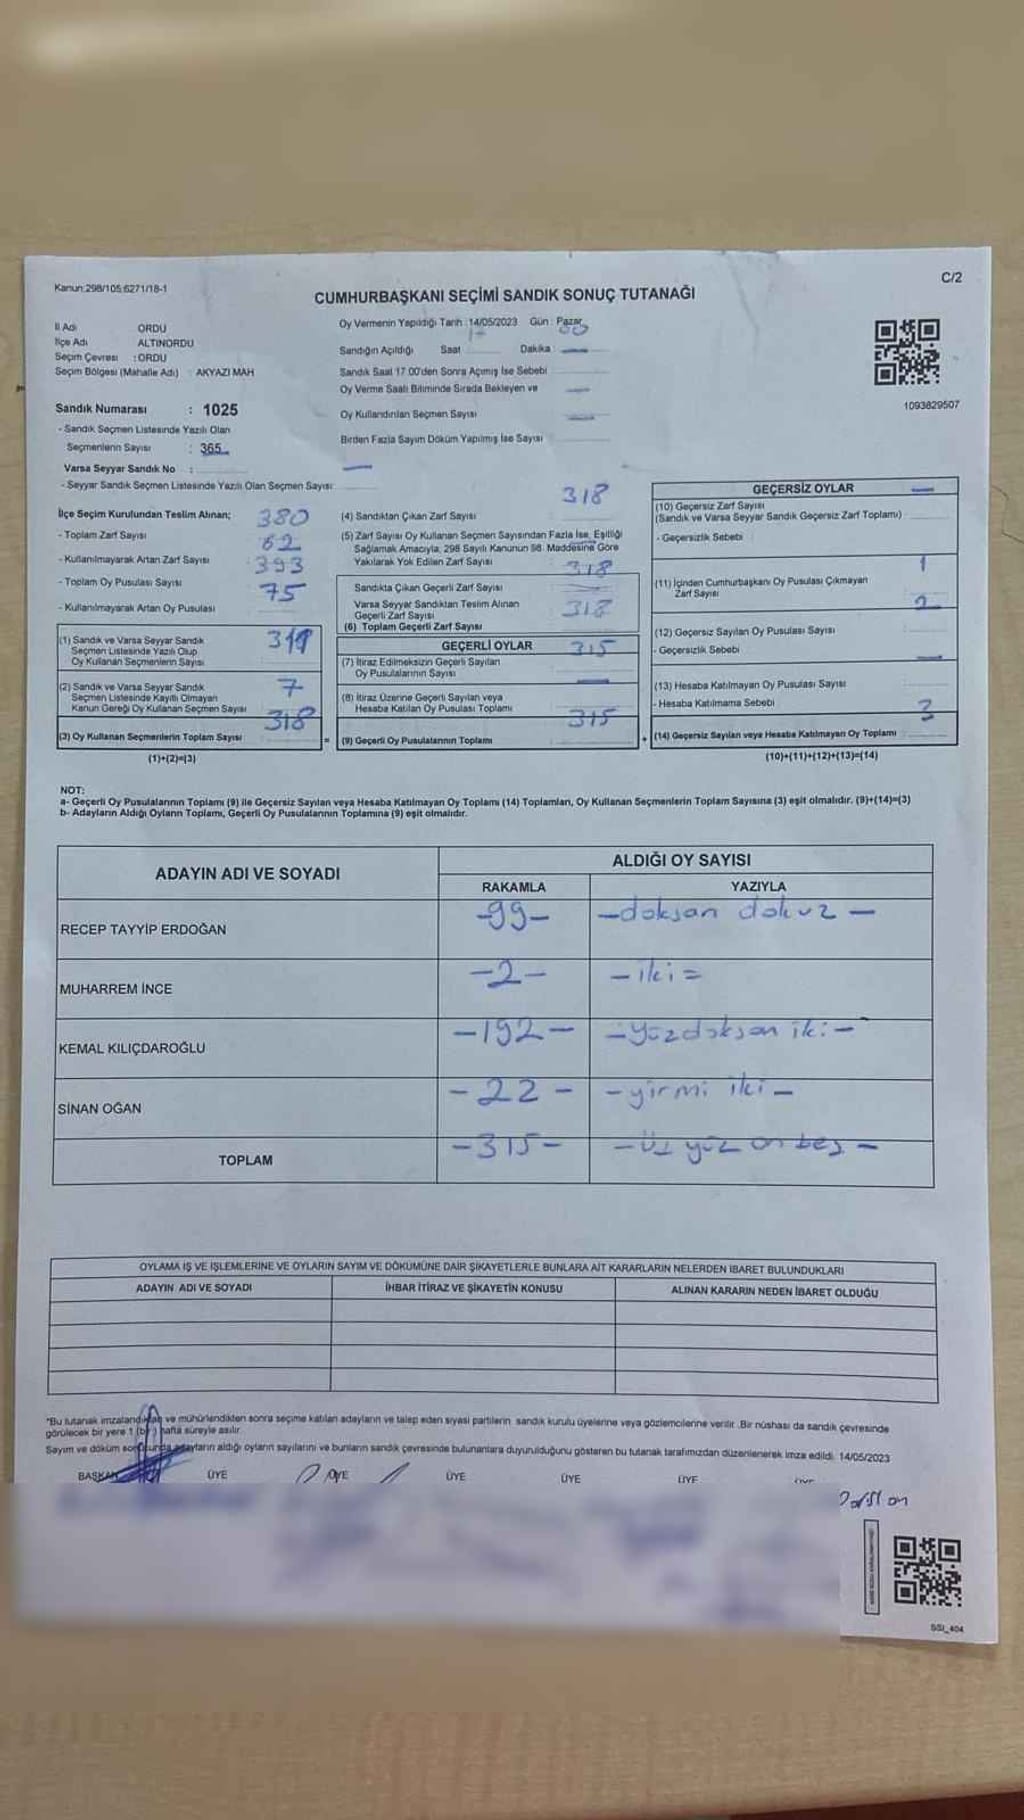 Kanun:298/105.6271/18-1
C/2
CUMHURBAŞKANI SEÇİMİ SANDIK SONUÇ TUTANAĞI
İl Adı ORDU
İlçe Adı ALTINORDU
Seçim Çevresi : ORDU
Seçim Bölgesi (Mahalle Adı) : AKYAZI MAH
Sandık Numarası : 1025
- Sandık Seçmen Listesinde Yazılı Olan
Seçmenlerin Sayısı : 365
Varsa Seyyar Sandık No :
- Seyyar Sandık Seçmen Listesinde Yazılı Olan Seçmen Sayısı
Oy Vermenin Yapıldığı Tarih :14/05/2023 Gün : Pazar
Sandığın Açıldığı Saat Dakika
Sandık Saat 17.00'den Sonra Açımış İse Sebebi
Oy Verme Saati Bitiminde Sırada Bekleyen ve
Oy Kullandırılan Seçmen Sayısı
Birden Fazla Sayım Döküm Yapılmış İse Sayısı
1093829507
İlçe Seçim Kurulundan Teslim Alınan; 380
- Toplam Zarf Sayısı 62
- Kullanılmayarak Artan Zarf Sayısı 393
- Toplam Oy Pusulası Sayısı 75
- Kullanılmayarak Artan Oy Pusulası
(1) Sandık ve Varsa Seyyar Sandık
Seçmen Listesinde Yazılı Olup
Oy Kullanan Seçmenlerin Sayısı
(2) Sandık ve Varsa Seyyar Sandık 7
Seçmen Listesinde Kayıtlı Olmayan
Kanun Gereği Oy Kullanan Seçmen Sayısı 318
(3) Oy Kullanan Seçmenlerin Toplam Sayısı
(1)+(2)=(3)
318
(4) Sandıktan Çıkan Zarf Sayısı
(5) Zarf Sayısı Oy Kullanan Seçmen Sayısından Fazla İse, Eşitliği
Sağlamak Amacıyla, 298 Sayılı Kanunun 98. Maddesine Göre
Yakılarak Yok Edilen Zarf Sayısı 318
Sandıkta Çıkan Geçerli Zarf Sayısı
Varsa Seyyar Sandıktan Teslim Alınan 318
Geçerli Zarf Sayısı
(6) Toplam Geçerli Zarf Sayısı
GEÇERLİ OYLAR 315
(7) İtiraz Edilmeksizin Geçerli Sayılan
Oy Pusulalarının Sayısı
(8) İtiraz Üzerine Geçerli Sayılan veya
Hesaba Katılan Oy Pusulası Toplamı 315
(9) Geçerli Oy Pusulalarının Toplamı
GEÇERSİZ OYLAR
(10) Geçersiz Zarf Sayısı
(Sandık ve Varsa Seyyar Sandık Geçersiz Zarf Toplamı)
- Geçersizlik Sebebi
1
(11) İçinden Cumhurbaşkanı Oy Pusulası Çıkmayan
Zarf Sayısı 2
(12) Geçersiz Sayılan Oy Pusulası Sayısı
- Geçersizlik Sebebi
(13) Hesaba Katılmayan Oy Pusulası Sayısı
- Hesaba Katılmama Sebebi 3
(14) Geçersiz Sayılan veya Hesaba Katılmayan Oy Toplamı
(10)+(11)+(12)+(13)=(14)
NOT:
a- Geçerli Oy Pusulalarının Toplamı (9) ile Geçersiz Sayılan veya Hesaba Katılmayan Oy Toplamı (14) Toplamları, Oy Kullanan Seçmenlerin Toplam Sayısına (3) eşit olmalıdır. (9)+(14)=(3)
b- Adayların Aldığı Oyların Toplamı, Geçerli Oy Pusulalarının Toplamına (9) eşit olmalıdır.
ADAYIN ADI VE SOYADI ALDIĞI OY SAYISI
RAKAMLA YAZIYLA
RECEP TAYYİP ERDOĞAN -99- -doksan dokuz-
MUHARREM İNCE -2- -iki=
KEMAL KILIÇDAROĞLU -192- -yüzdoksan iki-
SİNAN OĞAN -22- -yirmi iki-
TOPLAM -315- -Üç yüz on beş-
OYLAMA İŞ VE İŞLEMLERİNE VE OYLARIN SAYIM VE DÖKÜMÜNE DAİR ŞİKAYETLERLE BUNLARA AİT KARARLARIN NELERDEN İBARET BULUNDUKLARI
ADAYIN ADI VE SOYADI İHBAR İTİRAZ VE ŞİKAYETİN KONUSU ALINAN KARARIN NEDEN İBARET OLDUĞU
*Bu tutanak imzalandıktan ve mühürlendikten sonra seçime katılan adayların ve talep eden siyasi partilerin sandık kurulu üyelerine veya gözlemcilerine verilir. Bir nüshası da sandık çevresinde
görülecek bir yere 1 (bir) hafta süreyle asılır.
Sayım ve döküm sonunda adayların aldığı oyların sayılarını ve bunların sandık çevresinde bulunanlara duyurulduğunu gösteren bu tutanak tarafımızdan düzenlenerek imza edildi. 14/05/2023
BAŞKAN ÜYE ÜYE ÜYE ÜYE ÜYE ÜYE
SSI_404